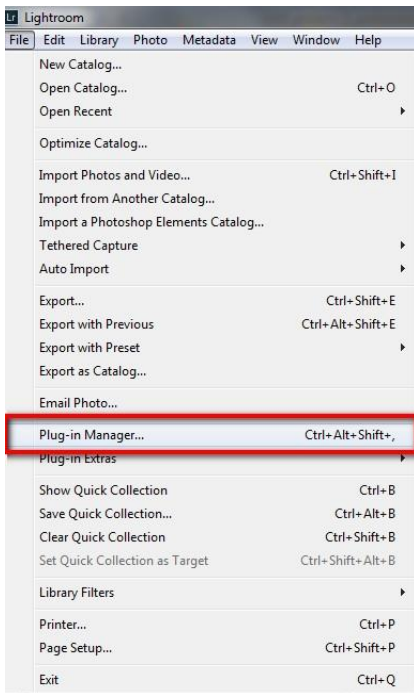 Lr Lightroom
File Edit Library Photo Metadata View Window Help
New Catalog...
Open Catalog... Ctrl+O
Open Recent
Optimize Catalog...
Import Photos and Video... Ctrl+Shift+I
Import from Another Catalog...
Import a Photoshop Elements Catalog...
Tethered Capture
Auto Import
Export... Ctrl+Shift+E
Export with Previous Ctrl+Alt+Shift+E
Export with Preset
Export as Catalog...
Email Photo...
Plug-in Manager... Ctrl+Alt+Shift+,
Plug-in Extras
Show Quick Collection Ctrl+B
Save Quick Collection... Ctrl+Alt+B
Clear Quick Collection Ctrl+Shift+B
Set Quick Collection as Target Ctrl+Shift+Alt+B
Library Filters
Printer... Ctrl+P
Page Setup... Ctrl+Shift+P
Exit Ctrl+Q